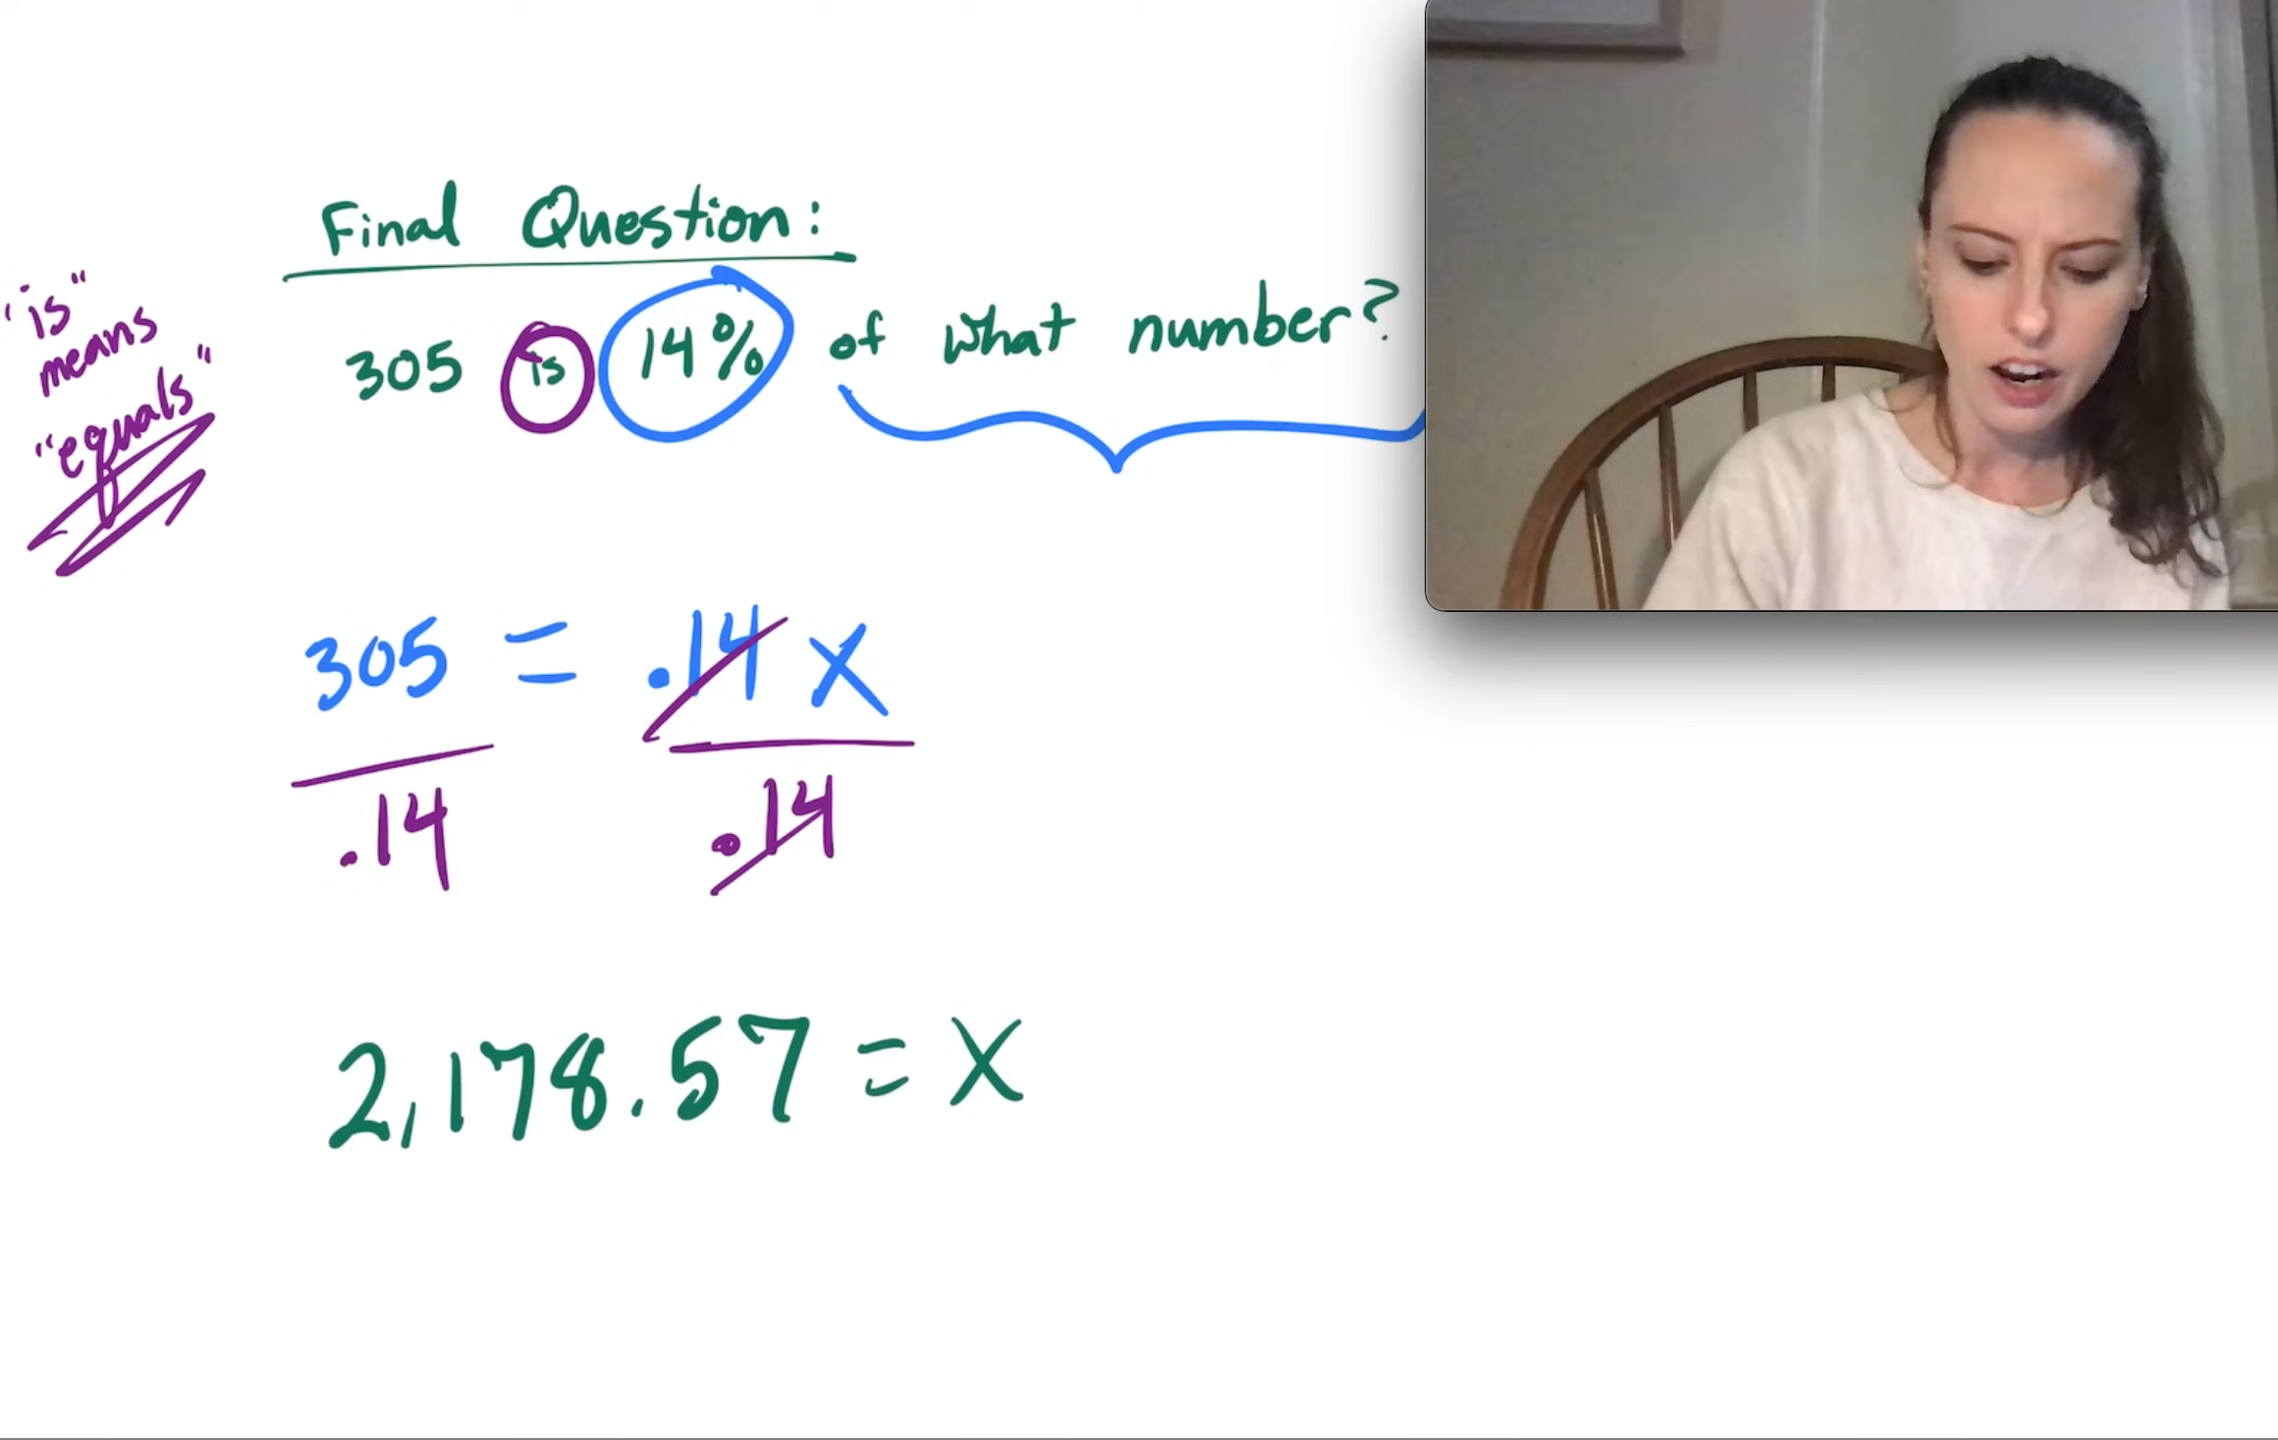 Final Question:
"is"
means
"equals"
305 is 14% of what number?
305 = .14 x
.14 .14
2,178.57 = x